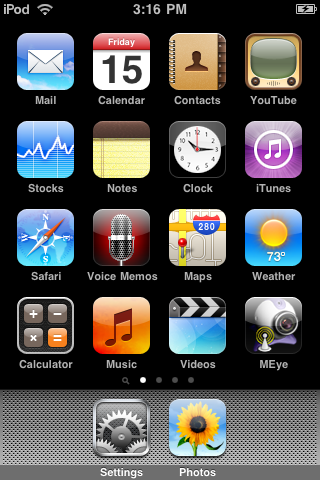 iPod 3:16 PM
Friday
15
280
73°
Mail Calendar Contacts YouTube
Stocks Notes Clock iTunes
Safari Voice Memos Maps Weather
Calculator Music Videos MEye
Settings Photos